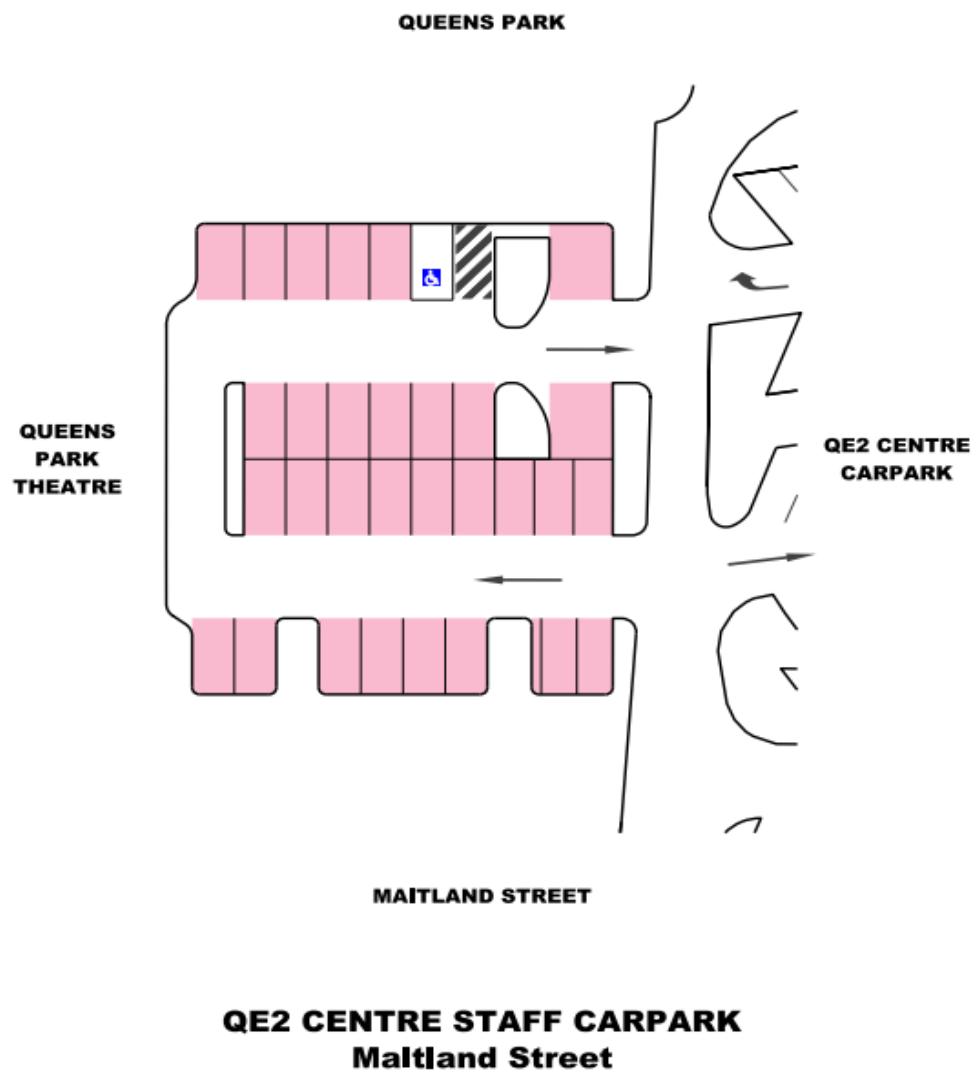 QUEENS PARK
QUEENS
PARK
THEATRE
QE2 CENTRE
CARPARK
MAITLAND STREET
QE2 CENTRE STAFF CARPARK
Maitland Street